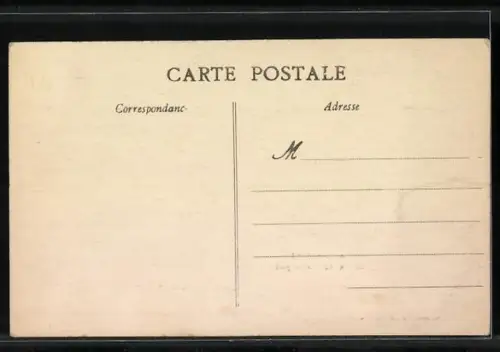 CARTE POSTALE
Correspondanc-
Adresse
M